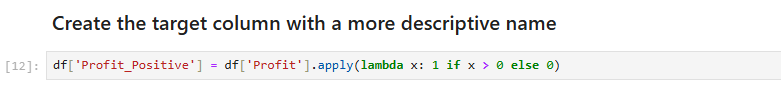 Create the target column with a more descriptive name
[12]: df['Profit_Positive'] = df['Profit'].apply(lambda x: 1 if x > 0 else 0)